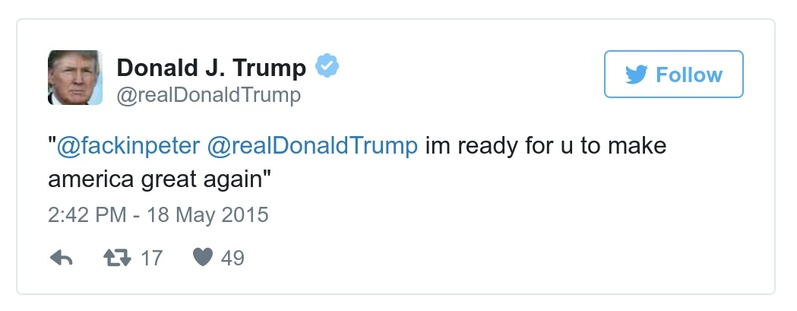 Donald J. Trump
@realDonaldTrump
Follow
"@fackinpeter @realDonaldTrump im ready for u to make
america great again"
2:42 PM - 18 May 2015
17 49